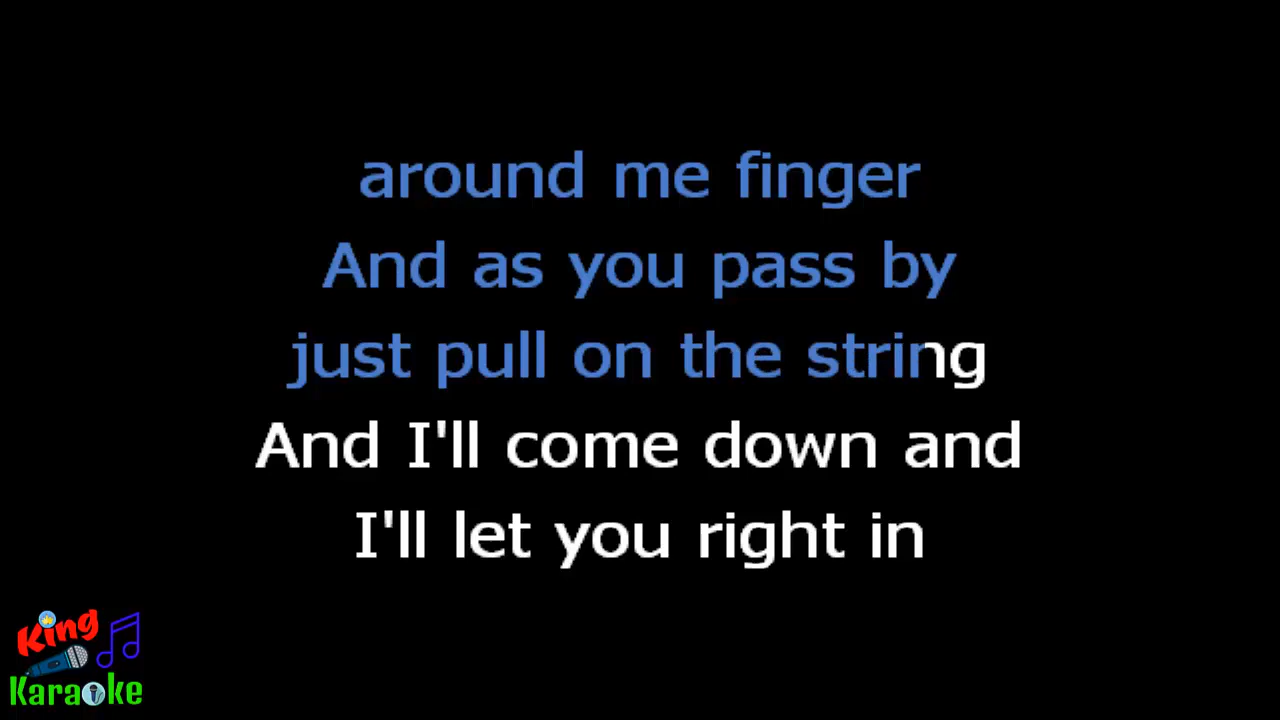 around me finger
And as you pass by
just pull on the string
And I'll come down and
I'll let you right in
King
Karaoke